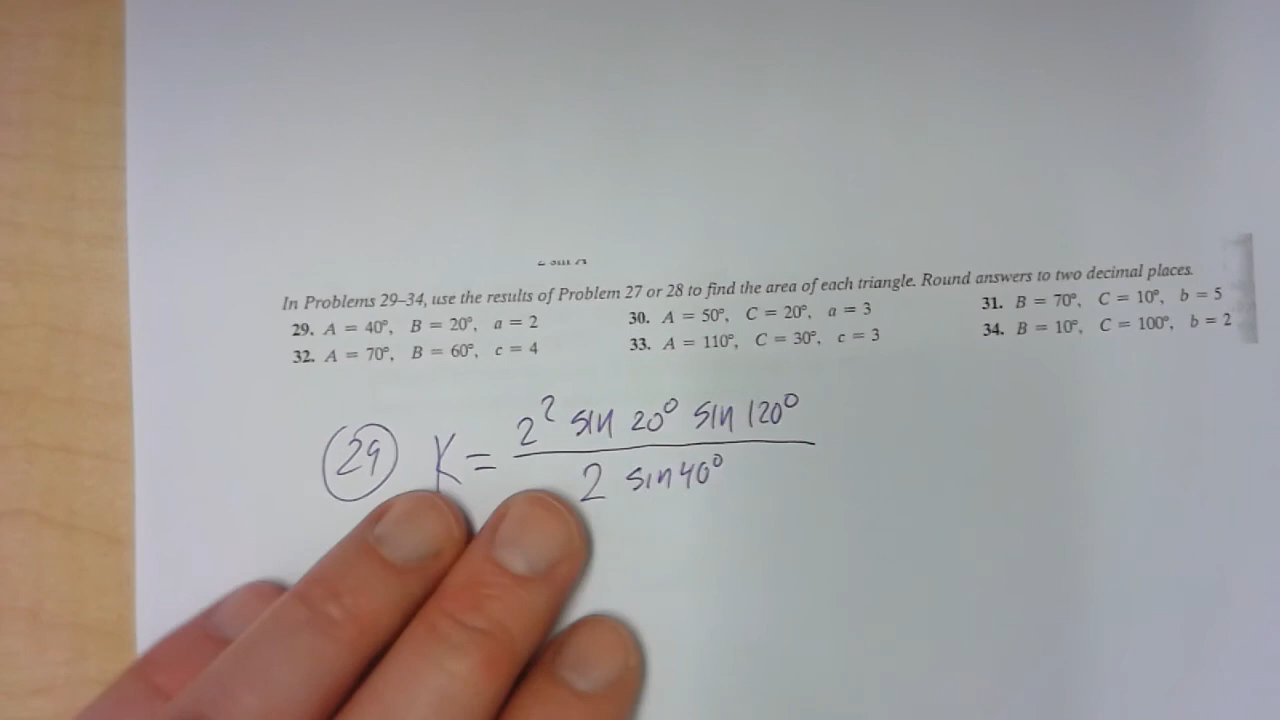 In Problems 29–34, use the results of Problem 27 or 28 to find the area of each triangle. Round answers to two decimal places.
29. A = 40°, B = 20°, a = 2 30. A = 50°, C = 20°, a = 3 31. B = 70°, C = 10°, b = 5
32. A = 70°, B = 60°, c = 4 33. A = 110°, C = 30°, c = 3 34. B = 10°, C = 100°, b = 2
2² sin 20° sin 120°
29 K =
2 sin 40°